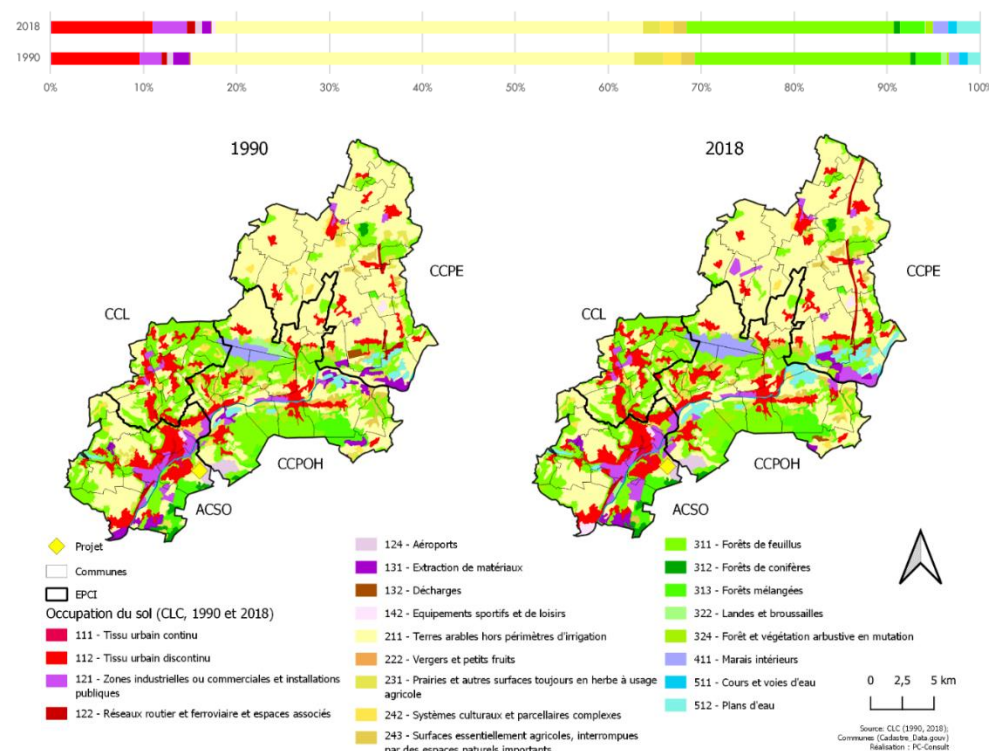 2018
1990
0% 10% 20% 30% 40% 50% 60% 70% 80% 90% 100%
1990 2018
CCPE CCPE
CCL CCL
CCPOH CCPOH
ACSO ACSO
Projet
Communes
EPCI
Occupation du sol (CLC, 1990 et 2018)
111 - Tissu urbain continu
112 - Tissu urbain discontinu
121 - Zones industrielles ou commerciales et installations
publiques
122 - Réseaux routier et ferroviaire et espaces associés
124 - Aéroports
131 - Extraction de matériaux
132 - Décharges
142 - Equipements sportifs et de loisirs
211 - Terres arables hors périmètres d'irrigation
222 - Vergers et petits fruits
231 - Prairies et autres surfaces toujours en herbe à usage
agricole
242 - Systèmes culturaux et parcellaires complexes
243 - Surfaces essentiellement agricoles, interrompues
par des espaces naturels importants
311 - Forêts de feuillus
312 - Forêts de conifères
313 - Forêts mélangées
322 - Landes et broussailles
324 - Forêt et végétation arbustive en mutation
411 - Marais intérieurs
511 - Cours et voies d'eau
512 - Plans d'eau
0 2,5 5 km
Source: CLC (1990, 2018);
Communes (Cadastre_Data.gouv)
Réalisation : PC-Consult